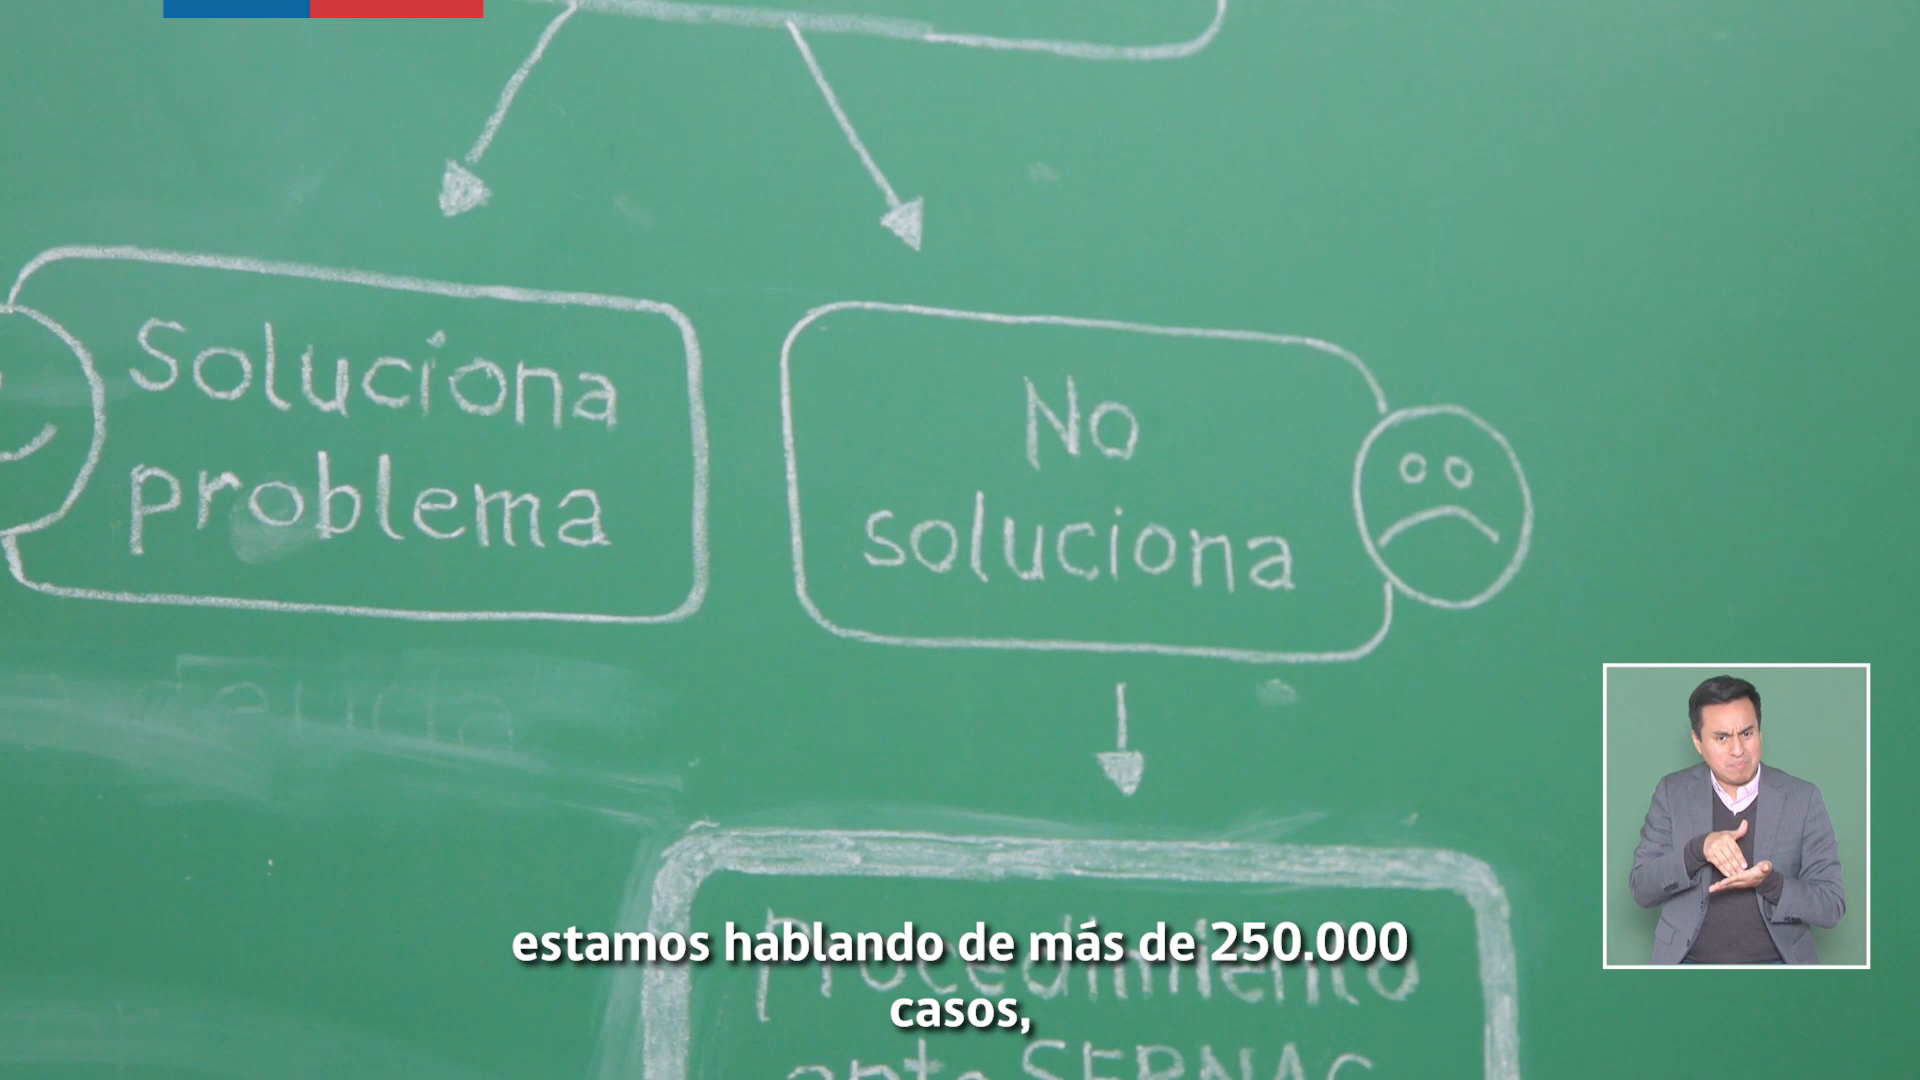 Soluciona
problema
No
soluciona
Procedimiento
ante SERNAC
estamos hablando de más de 250.000
casos,